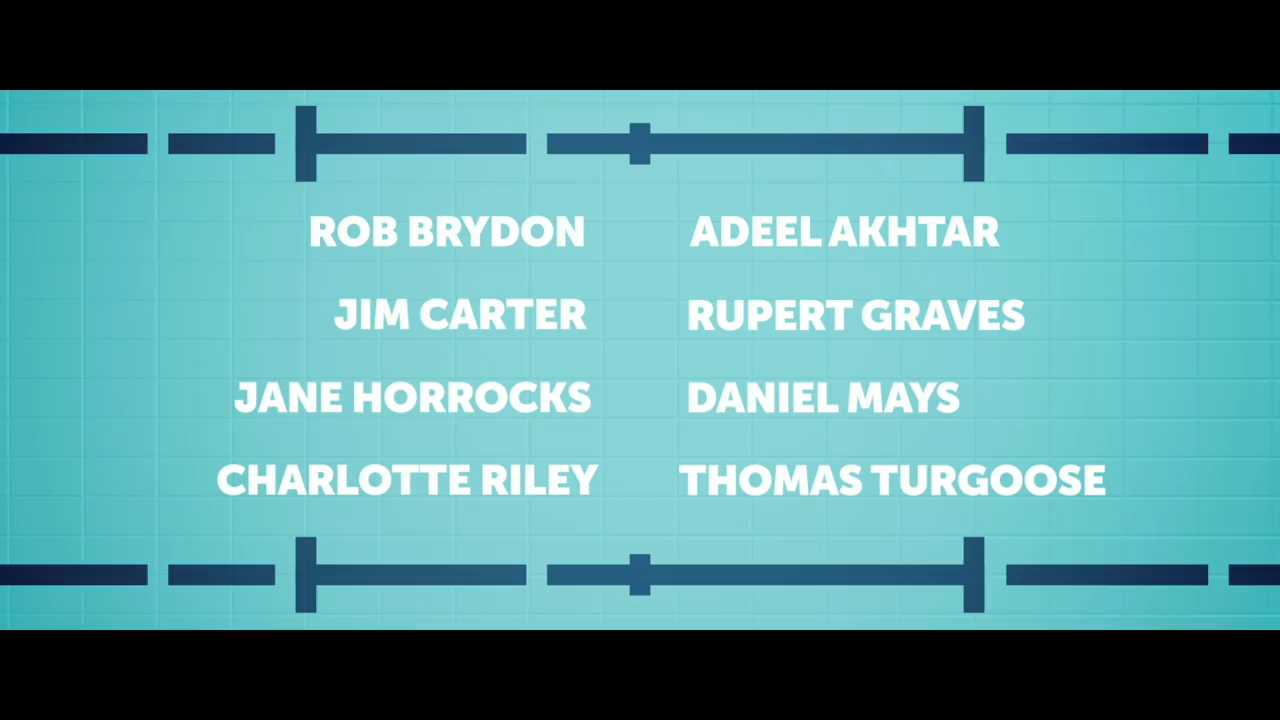 ROB BRYDON
ADEEL AKHTAR
JIM CARTER
RUPERT GRAVES
JANE HORROCKS
DANIEL MAYS
CHARLOTTE RILEY
THOMAS TURGOOSE